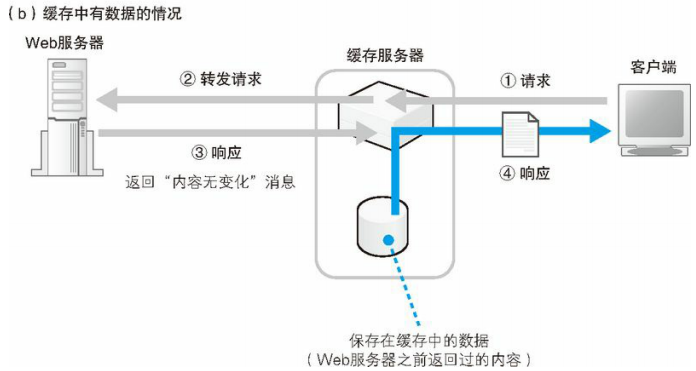 （b）缓存中有数据的情况
Web服务器
缓存服务器
客户端
② 转发请求
① 请求
③ 响应
④ 响应
返回“内容无变化”消息
保存在缓存中的数据
（Web服务器之前返回过的内容）